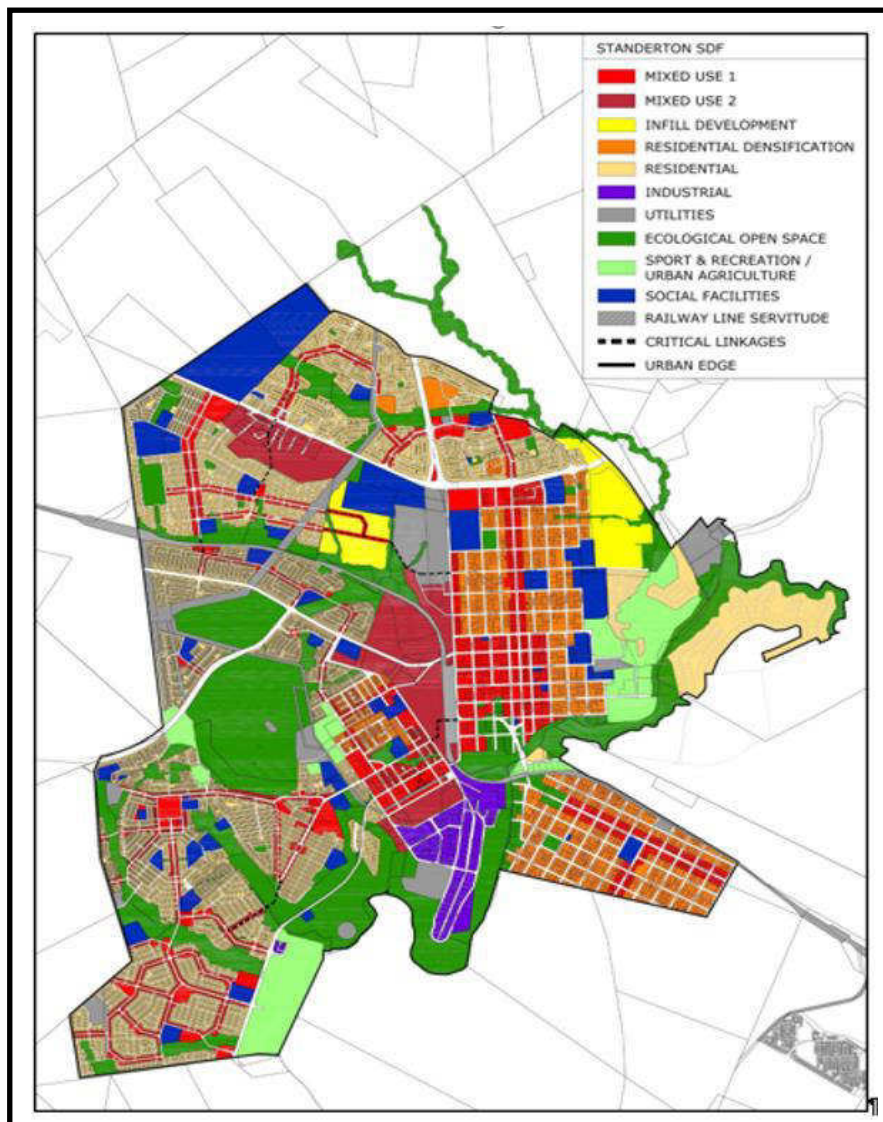 STANDERTON SDF
MIXED USE 1
MIXED USE 2
INFILL DEVELOPMENT
RESIDENTIAL DENSIFICATION
RESIDENTIAL
INDUSTRIAL
UTILITIES
ECOLOGICAL OPEN SPACE
SPORT & RECREATION /
URBAN AGRICULTURE
SOCIAL FACILITIES
RAILWAY LINE SERVITUDE
CRITICAL LINKAGES
URBAN EDGE
¶